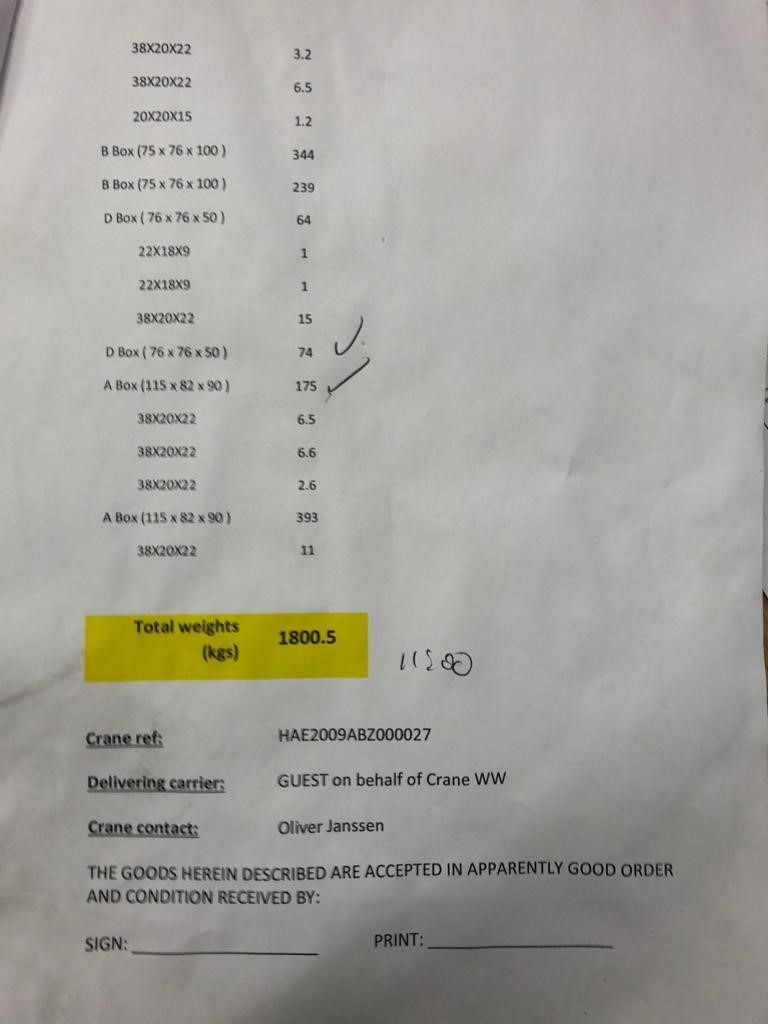 38X20X22 3.2
38X20X22 6.5
20X20X15 1.2
B Box (75 x 76 x 100 ) 344
B Box (75 x 76 x 100 ) 239
D Box ( 76 x 76 x 50 ) 64
22X18X9 1
22X18X9 1
38X20X22 15
D Box ( 76 x 76 x 50 ) 74
A Box (115 x 82 x 90 ) 175
38X20X22 6.5
38X20X22 6.6
38X20X22 2.6
A Box (115 x 82 x 90 ) 393
38X20X22 11
Total weights 1800.5
(kgs)
Crane ref: HAE2009ABZ000027
Delivering carrier: GUEST on behalf of Crane WW
Crane contact: Oliver Janssen
THE GOODS HEREIN DESCRIBED ARE ACCEPTED IN APPARENTLY GOOD ORDER
AND CONDITION RECEIVED BY:
SIGN: PRINT: